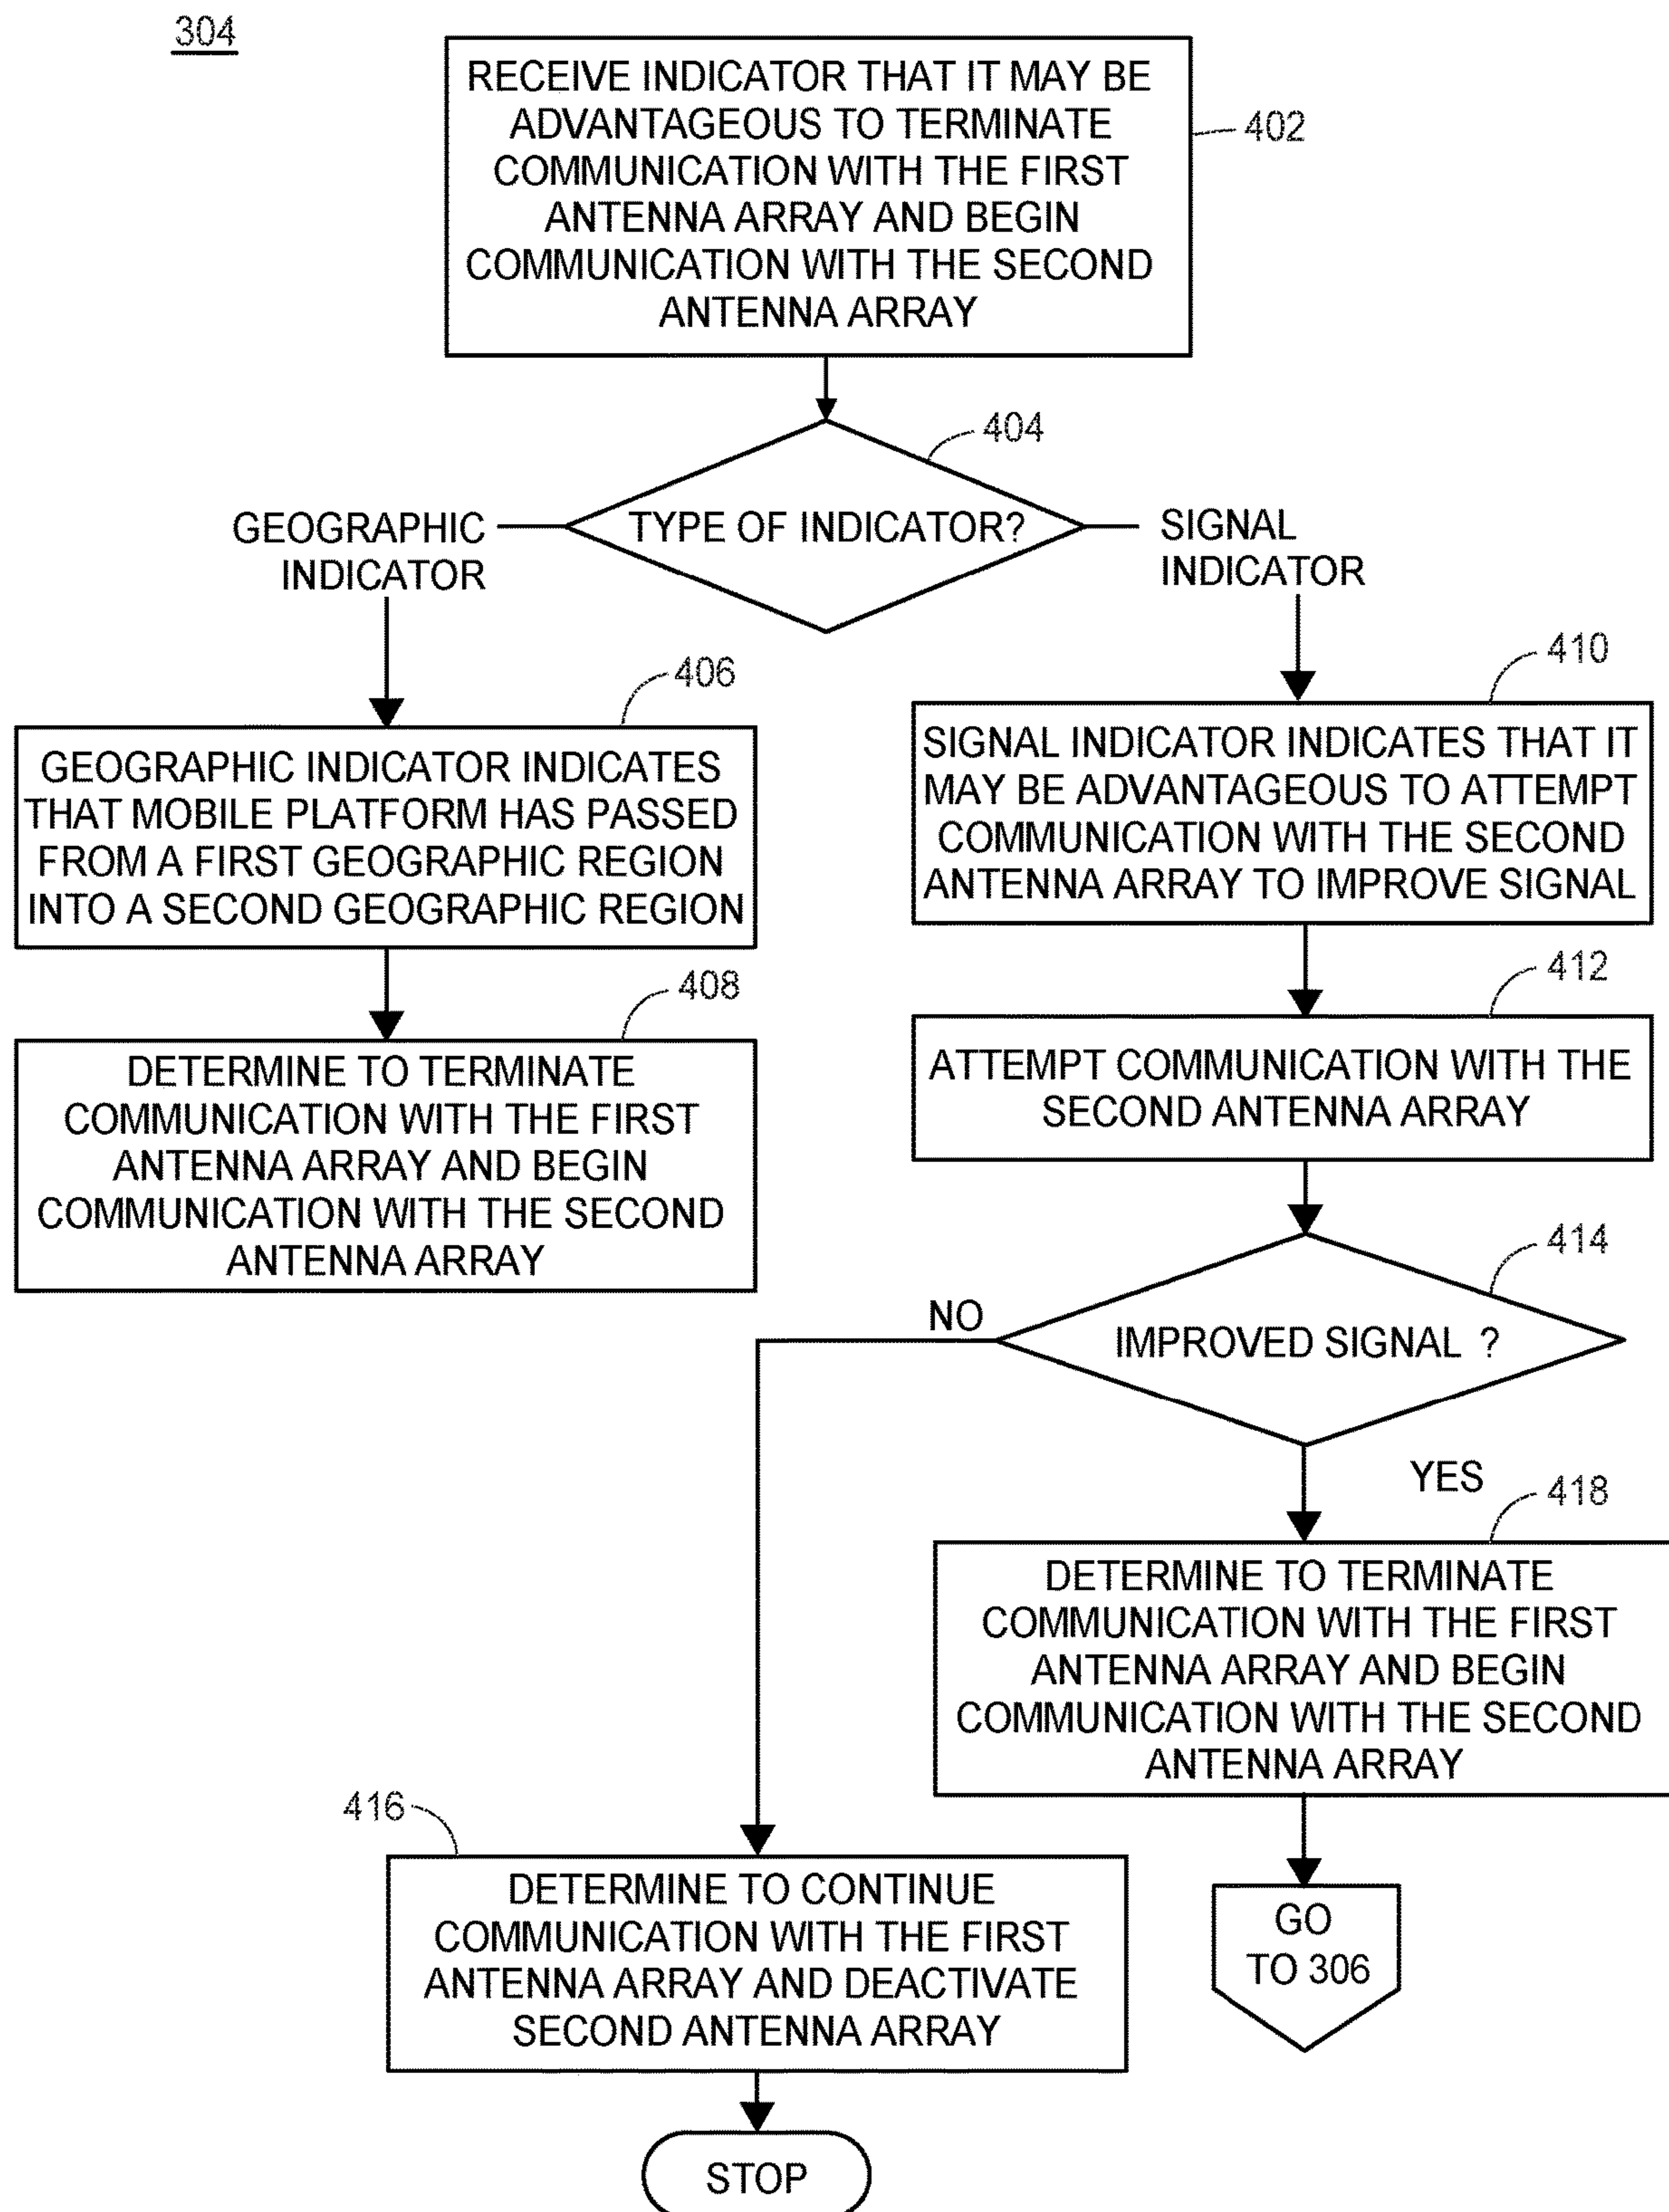 304
RECEIVE INDICATOR THAT IT MAY BE
ADVANTAGEOUS TO TERMINATE
COMMUNICATION WITH THE FIRST
ANTENNA ARRAY AND BEGIN
COMMUNICATION WITH THE SECOND
ANTENNA ARRAY
402
404
TYPE OF INDICATOR?
GEOGRAPHIC
INDICATOR
SIGNAL
INDICATOR
406
GEOGRAPHIC INDICATOR INDICATES
THAT MOBILE PLATFORM HAS PASSED
FROM A FIRST GEOGRAPHIC REGION
INTO A SECOND GEOGRAPHIC REGION
408
DETERMINE TO TERMINATE
COMMUNICATION WITH THE FIRST
ANTENNA ARRAY AND BEGIN
COMMUNICATION WITH THE SECOND
ANTENNA ARRAY
410
SIGNAL INDICATOR INDICATES THAT IT
MAY BE ADVANTAGEOUS TO ATTEMPT
COMMUNICATION WITH THE SECOND
ANTENNA ARRAY TO IMPROVE SIGNAL
412
ATTEMPT COMMUNICATION WITH THE
SECOND ANTENNA ARRAY
414
IMPROVED SIGNAL ?
NO
YES
418
DETERMINE TO TERMINATE
COMMUNICATION WITH THE FIRST
ANTENNA ARRAY AND BEGIN
COMMUNICATION WITH THE SECOND
ANTENNA ARRAY
GO
TO 306
416
DETERMINE TO CONTINUE
COMMUNICATION WITH THE FIRST
ANTENNA ARRAY AND DEACTIVATE
SECOND ANTENNA ARRAY
STOP